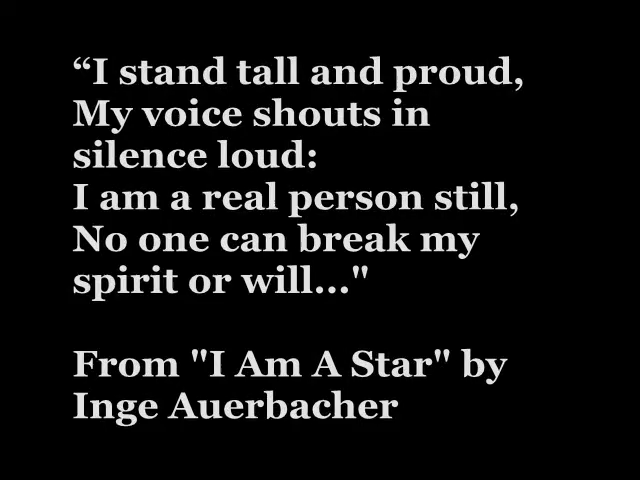 “I stand tall and proud,
My voice shouts in
silence loud:
I am a real person still,
No one can break my
spirit or will..."
From "I Am A Star" by
Inge Auerbacher